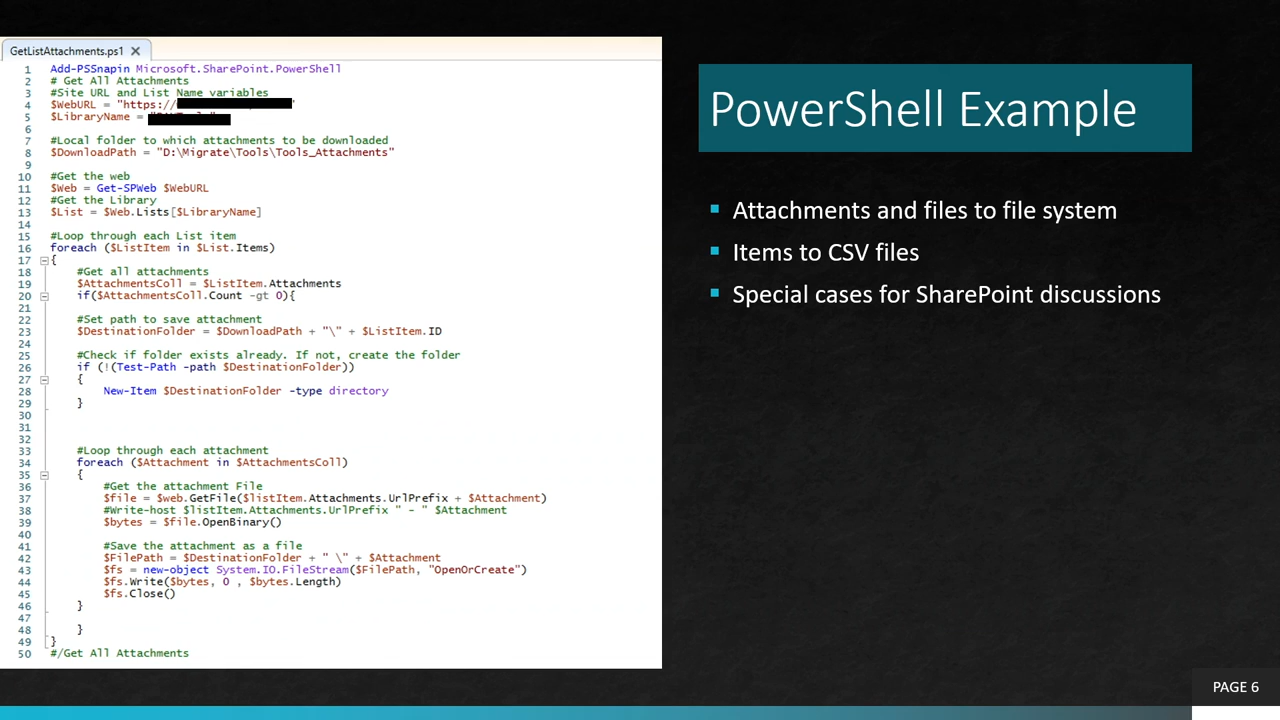 GetListAttachments.ps1
1 Add-PSSnapin Microsoft.SharePoint.PowerShell
2 # Get All Attachments
3 #Site URL and List Name variables
4 $WebURL = "https://
5 $LibraryName =
6
7 #Local folder to which attachments to be downloaded
8 $DownloadPath = "D:\Migrate\Tools\Tools_Attachments"
9
10 #Get the web
11 $Web = Get-SPWeb $WebURL
12 #Get the Library
13 $List = $Web.Lists[$LibraryName]
14
15 #Loop through each List item
16 foreach ($ListItem in $List.Items)
17 {
18 #Get all attachments
19 $AttachmentsColl = $ListItem.Attachments
20 if($AttachmentsColl.Count -gt 0){
21
22 #Set path to save attachment
23 $DestinationFolder = $DownloadPath + "\" + $ListItem.ID
24
25 #Check if folder exists already. If not, create the folder
26 if (!(Test-Path -path $DestinationFolder))
27 {
28 New-Item $DestinationFolder -type directory
29 }
30
31
32
33 #Loop through each attachment
34 foreach ($Attachment in $AttachmentsColl)
35 {
36 #Get the attachment File
37 $file = $web.GetFile($listItem.Attachments.UrlPrefix + $Attachment)
38 #Write-host $listItem.Attachments.UrlPrefix " - " $Attachment
39 $bytes = $file.OpenBinary()
40
41 #Save the attachment as a file
42 $FilePath = $DestinationFolder + " \" + $Attachment
43 $fs = new-object System.IO.FileStream($FilePath, "OpenOrCreate")
44 $fs.Write($bytes, 0 , $bytes.Length)
45 $fs.Close()
46 }
47
48 }
49 }
50 #/Get All Attachments
PowerShell Example
Attachments and files to file system
Items to CSV files
Special cases for SharePoint discussions
PAGE 6